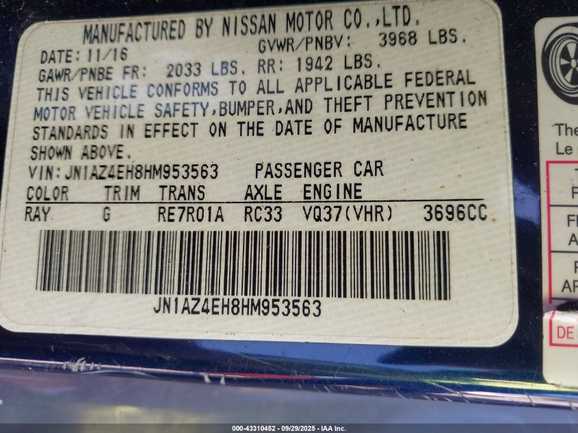 MANUFACTURED BY NISSAN MOTOR CO.,LTD.
DATE: 11/16 GVWR/PNBV: 3968 LBS.
GAWR/PNBE FR: 2033 LBS. RR: 1942 LBS.
THIS VEHICLE CONFORMS TO ALL APPLICABLE FEDERAL
MOTOR VEHICLE SAFETY,BUMPER,AND THEFT PREVENTION
STANDARDS IN EFFECT ON THE DATE OF MANUFACTURE
SHOWN ABOVE.
VIN:JN1AZ4EH8HM953563 PASSENGER CAR
COLOR TRIM TRANS AXLE ENGINE
RAY G RE7R01A RC33 VQ37(VHR) 3696CC
JN1AZ4EH8HM953563
The
Le
DE
000-43310452 - 09/29/2025 - IAA Inc.